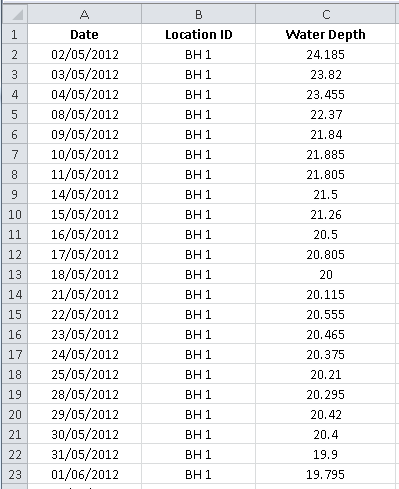 A B C
1 Date Location ID Water Depth
2 02/05/2012 BH 1 24.185
3 03/05/2012 BH 1 23.82
4 04/05/2012 BH 1 23.455
5 08/05/2012 BH 1 22.37
6 09/05/2012 BH 1 21.84
7 10/05/2012 BH 1 21.885
8 11/05/2012 BH 1 21.805
9 14/05/2012 BH 1 21.5
10 15/05/2012 BH 1 21.26
11 16/05/2012 BH 1 20.5
12 17/05/2012 BH 1 20.805
13 18/05/2012 BH 1 20
14 21/05/2012 BH 1 20.115
15 22/05/2012 BH 1 20.555
16 23/05/2012 BH 1 20.465
17 24/05/2012 BH 1 20.375
18 25/05/2012 BH 1 20.21
19 28/05/2012 BH 1 20.295
20 29/05/2012 BH 1 20.42
21 30/05/2012 BH 1 20.4
22 31/05/2012 BH 1 19.9
23 01/06/2012 BH 1 19.795